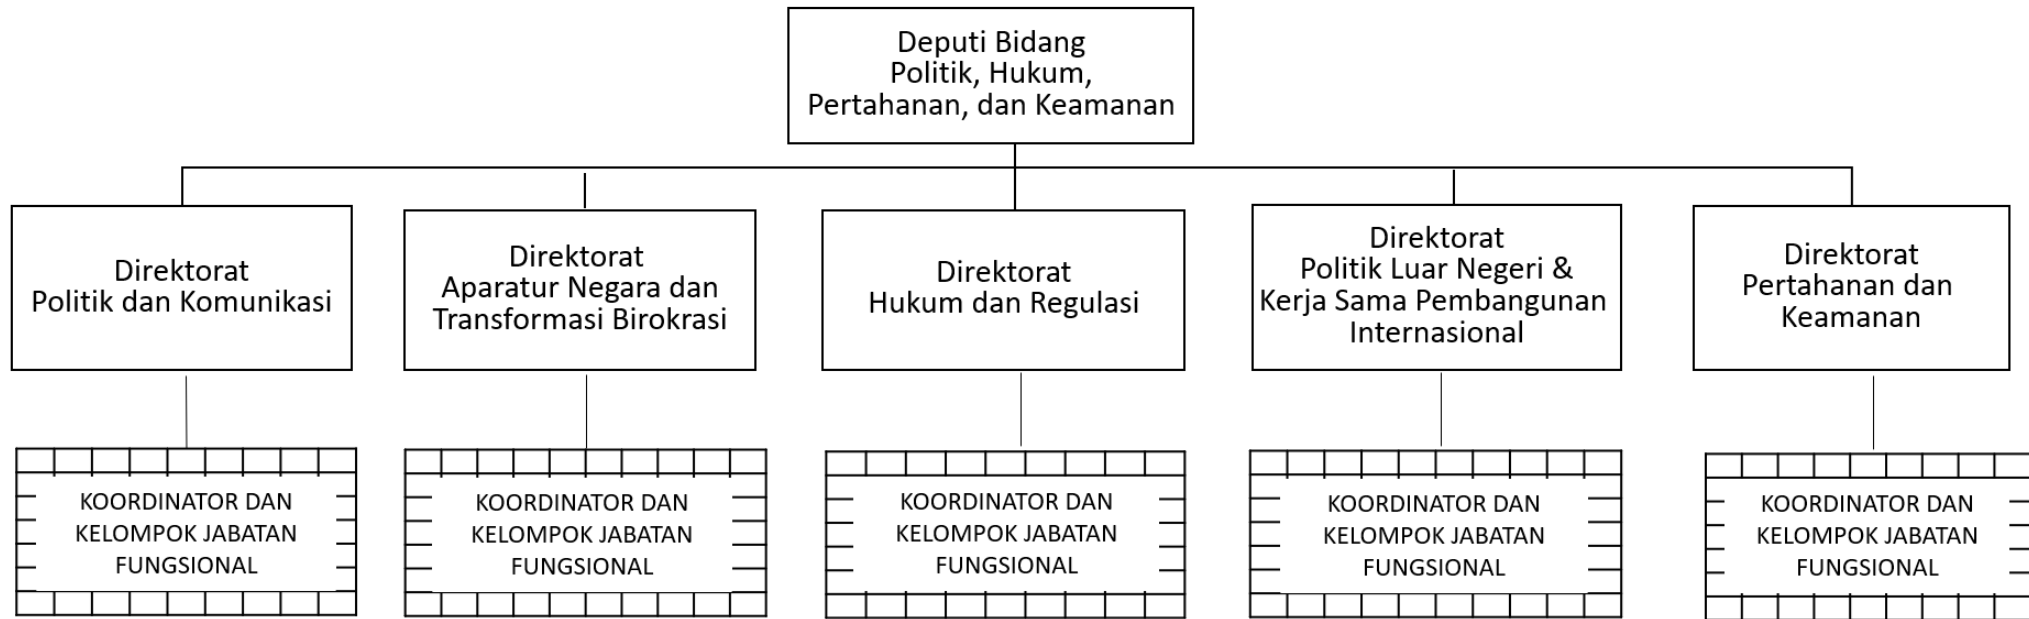 Deputi Bidang
Politik, Hukum,
Pertahanan, dan Keamanan
Direktorat
Politik dan Komunikasi
Direktorat
Aparatur Negara dan
Transformasi Birokrasi
Direktorat
Hukum dan Regulasi
Direktorat
Politik Luar Negeri &
Kerja Sama Pembangunan
Internasional
Direktorat
Pertahanan dan
Keamanan
KOORDINATOR DAN
KELOMPOK JABATAN
FUNGSIONAL
KOORDINATOR DAN
KELOMPOK JABATAN
FUNGSIONAL
KOORDINATOR DAN
KELOMPOK JABATAN
FUNGSIONAL
KOORDINATOR DAN
KELOMPOK JABATAN
FUNGSIONAL
KOORDINATOR DAN
KELOMPOK JABATAN
FUNGSIONAL